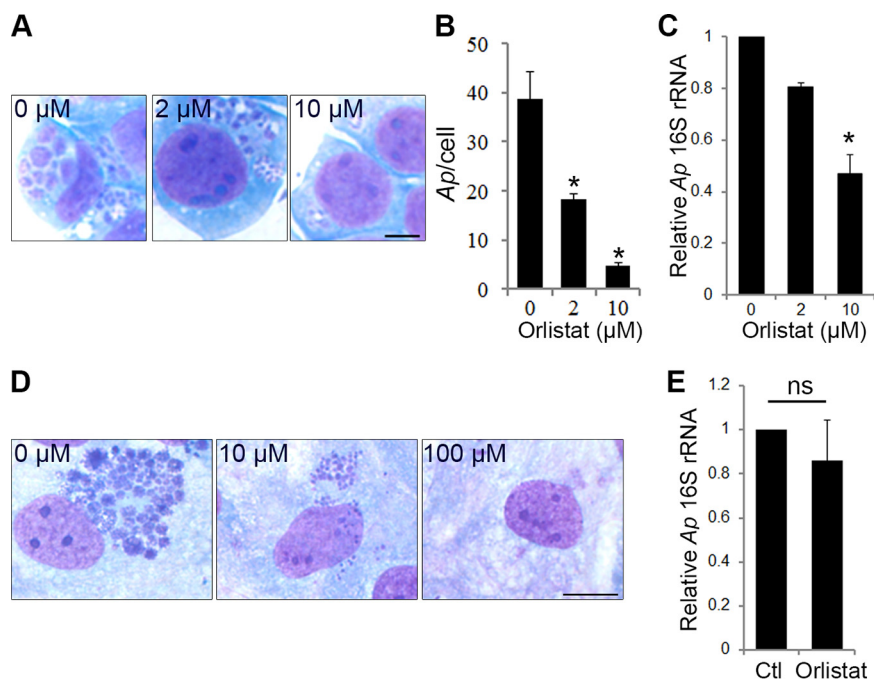 A
0 µM
2 µM
10 µM
B
Ap/cell
50
40
30
20
10
0
*
*
0 2 10
Orlistat (µM)
C
Relative Ap 16S rRNA
1
0.8
0.6
0.4
0.2
0
*
0 2 10
Orlistat (µM)
D
0 µM
10 µM
100 µM
E
Relative Ap 16S rRNA
1.2
1
0.8
0.6
0.4
0.2
0
ns
Ctl Orlistat